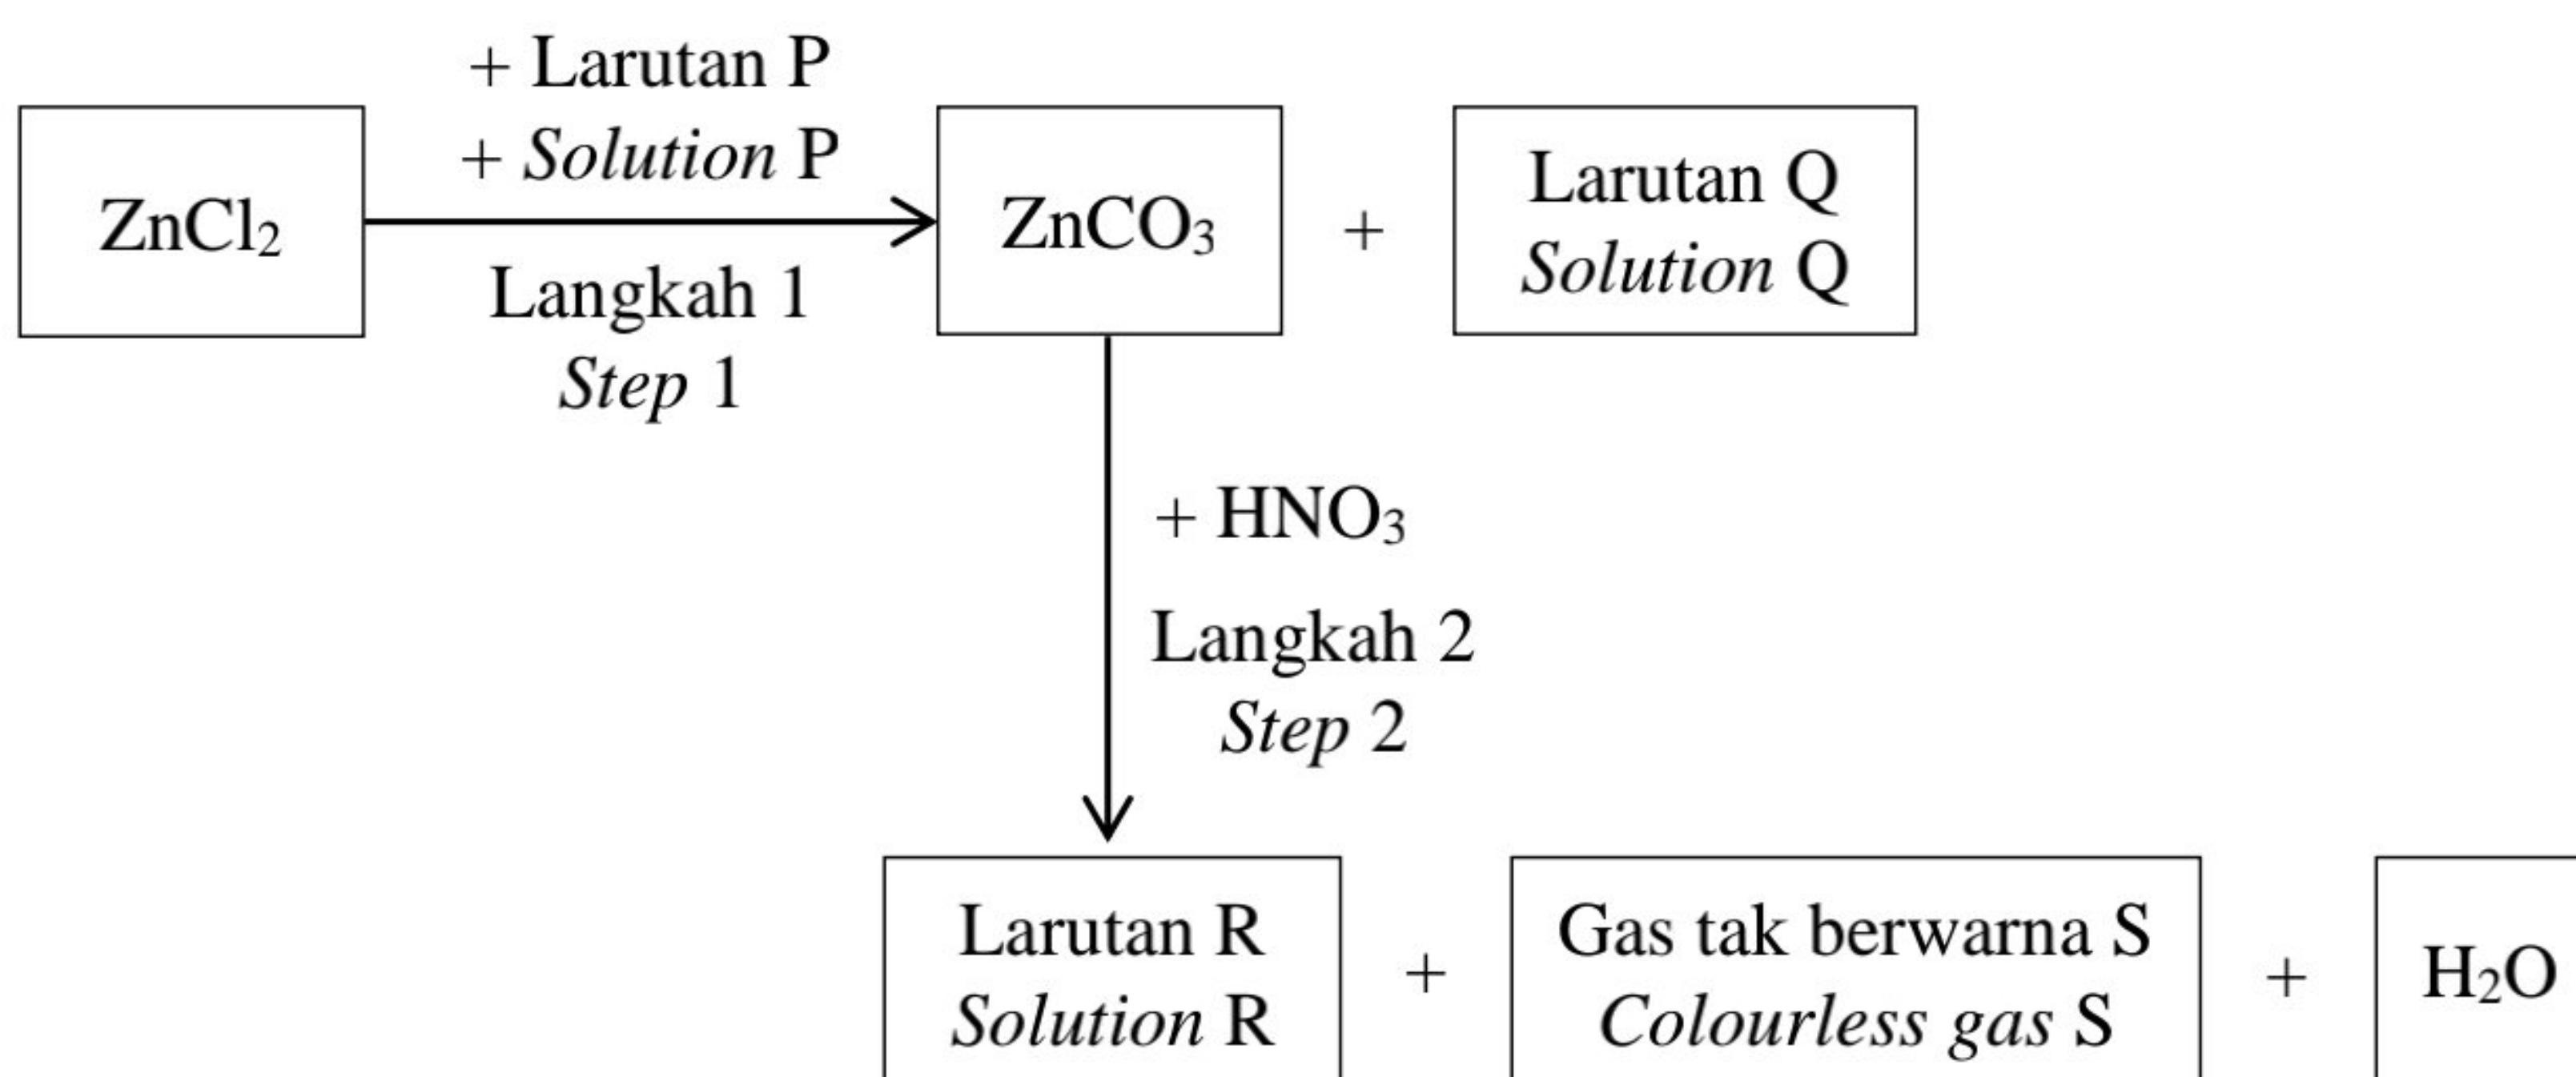 + Larutan P
+ Solution P
ZnCl₂
ZnCO₃
+
Larutan Q
Solution Q
Langkah 1
Step 1
+ HNO₃
Langkah 2
Step 2
Larutan R
Solution R
+
Gas tak berwarna S
Colourless gas S
+
H₂O